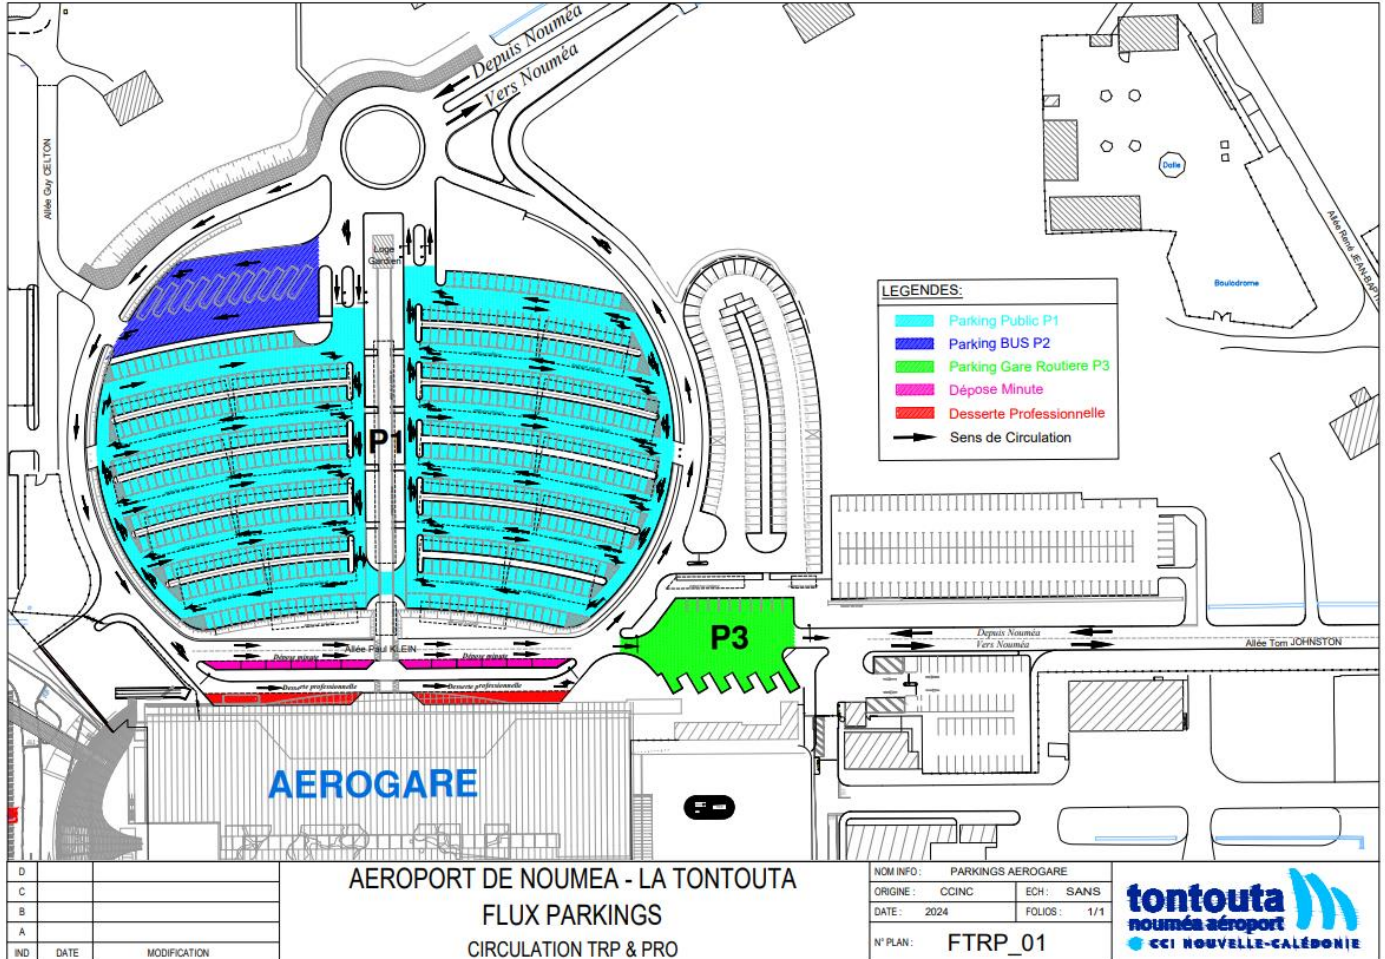 Depuis Nouméa
Vers Nouméa
Allée Guy CELTON
Loge
Gardien
Dalle
Boulodrome
Allée René JEAN-BAPTI
LEGENDES:
Parking Public P1
Parking BUS P2
Parking Gare Routiere P3
Dépose Minute
Desserte Professionnelle
Sens de Circulation
P1
P3
Depuis Nouméa
Vers Nouméa
Allée Tom JOHNSTON
Allée Paul KLEIN
Dépose minute
Dépose minute
Desserte professionnelle
Desserte professionnelle
AEROGARE
D
C
B
A
IND DATE MODIFICATION
AEROPORT DE NOUMEA - LA TONTOUTA
FLUX PARKINGS
CIRCULATION TRP & PRO
NOM INFO : PARKINGS AEROGARE
ORIGINE : CCINC ECH : SANS
DATE : 2024 FOLIOS : 1/1
N° PLAN : FTRP_01
tontouta
nouméa aéroport
CCI NOUVELLE-CALÉDONIE